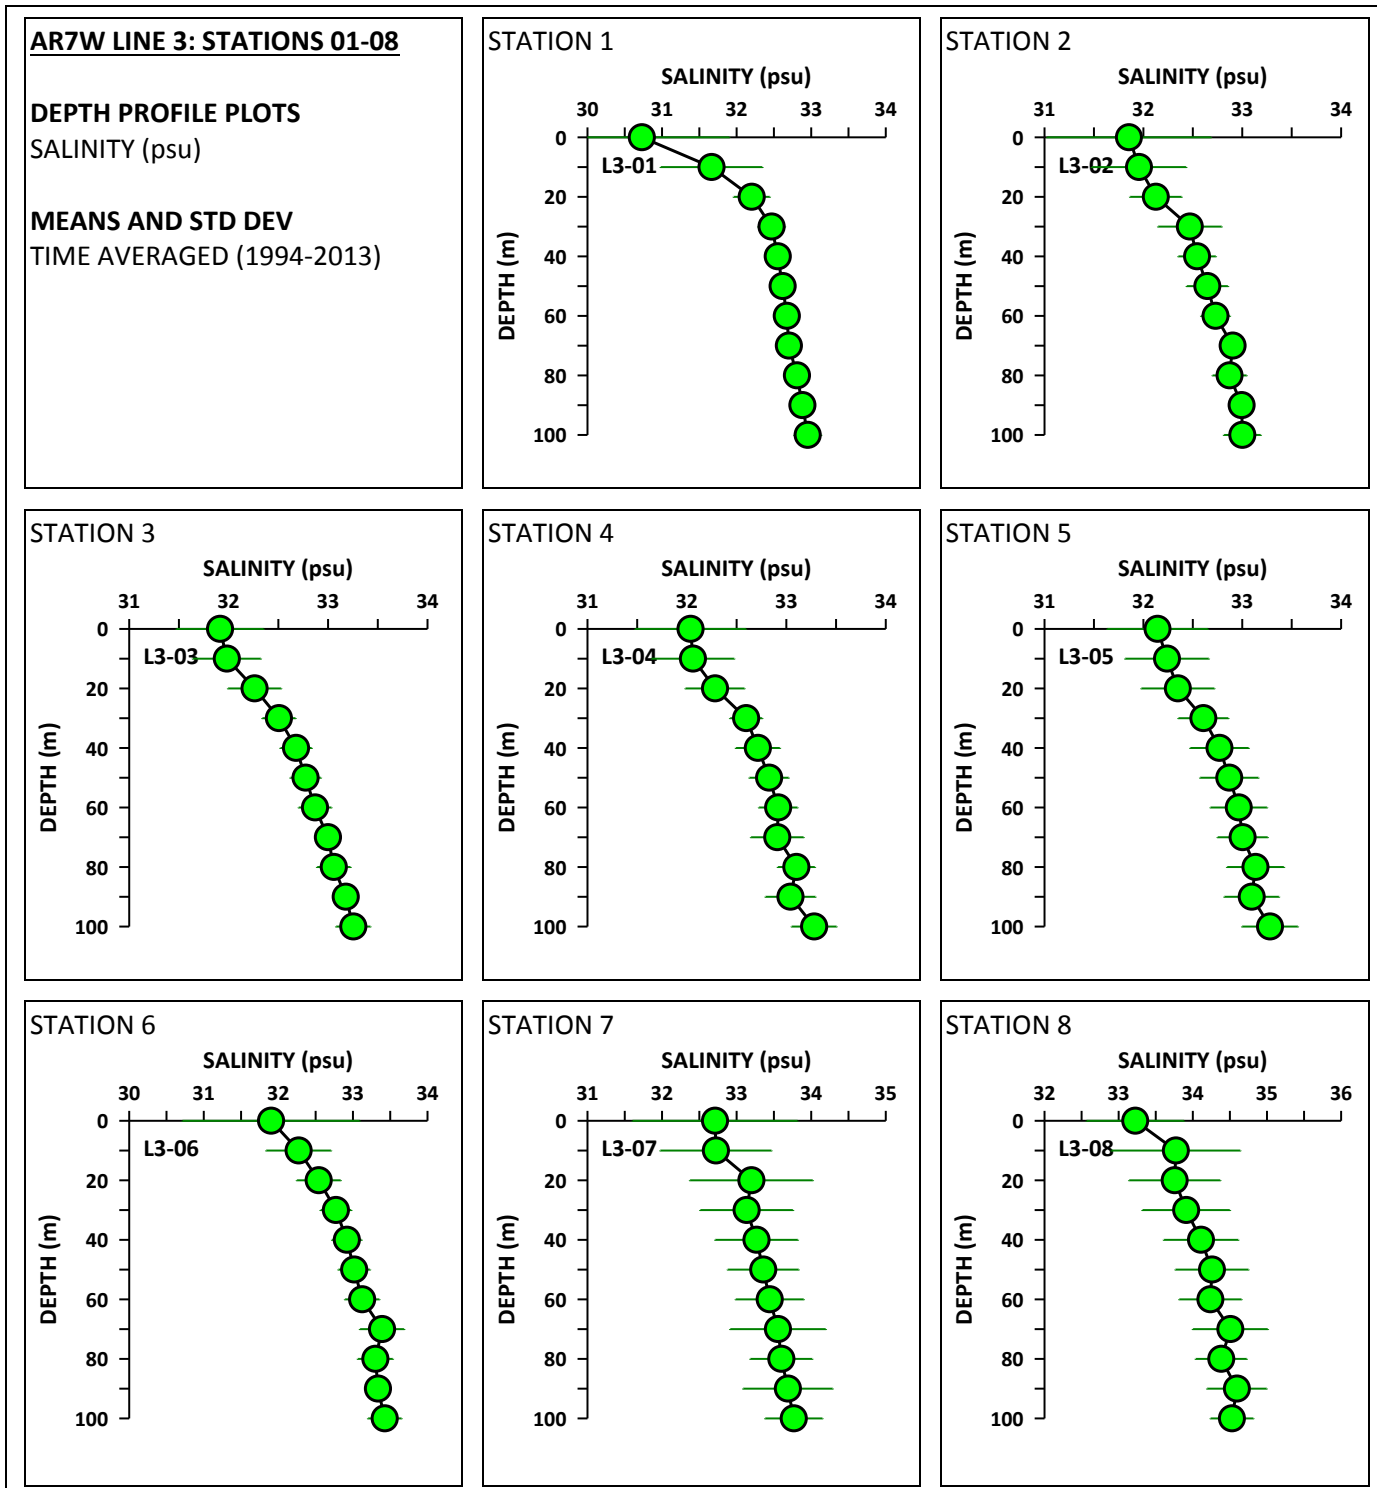 AR7W LINE 3: STATIONS 01-08
DEPTH PROFILE PLOTS
SALINITY (psu)
MEANS AND STD DEV
TIME AVERAGED (1994-2013)
STATION 1
SALINITY (psu)
30 31 32 33 34
0
L3-01
20
40
60
80
100
DEPTH (m)
STATION 2
SALINITY (psu)
31 32 33 34
0
L3-02
20
40
60
80
100
DEPTH (m)
STATION 3
SALINITY (psu)
31 32 33 34
0
L3-03
20
40
60
80
100
DEPTH (m)
STATION 4
SALINITY (psu)
31 32 33 34
0
L3-04
20
40
60
80
100
DEPTH (m)
STATION 5
SALINITY (psu)
31 32 33 34
0
L3-05
20
40
60
80
100
DEPTH (m)
STATION 6
SALINITY (psu)
30 31 32 33 34
0
L3-06
20
40
60
80
100
DEPTH (m)
STATION 7
SALINITY (psu)
31 32 33 34 35
0
L3-07
20
40
60
80
100
DEPTH (m)
STATION 8
SALINITY (psu)
32 33 34 35 36
0
L3-08
20
40
60
80
100
DEPTH (m)